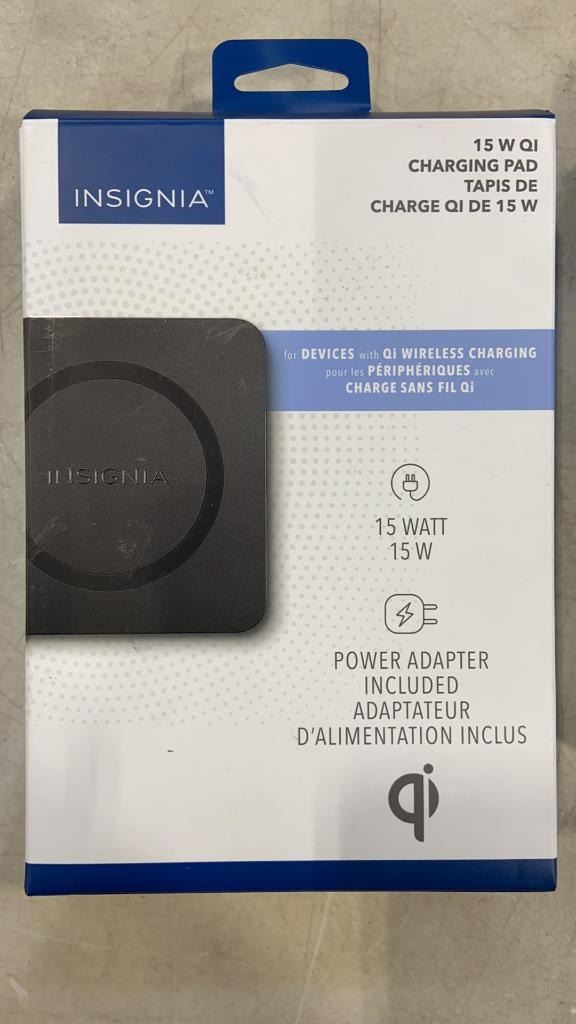 INSIGNIA™
15 W QI
CHARGING PAD
TAPIS DE
CHARGE QI DE 15 W
for DEVICES with Qi WIRELESS CHARGING
pour les PÉRIPHÉRIQUES avec
CHARGE SANS FIL Qi
INSIGNIA
15 WATT
15 W
POWER ADAPTER
INCLUDED
ADAPTATEUR
D'ALIMENTATION INCLUS
qi